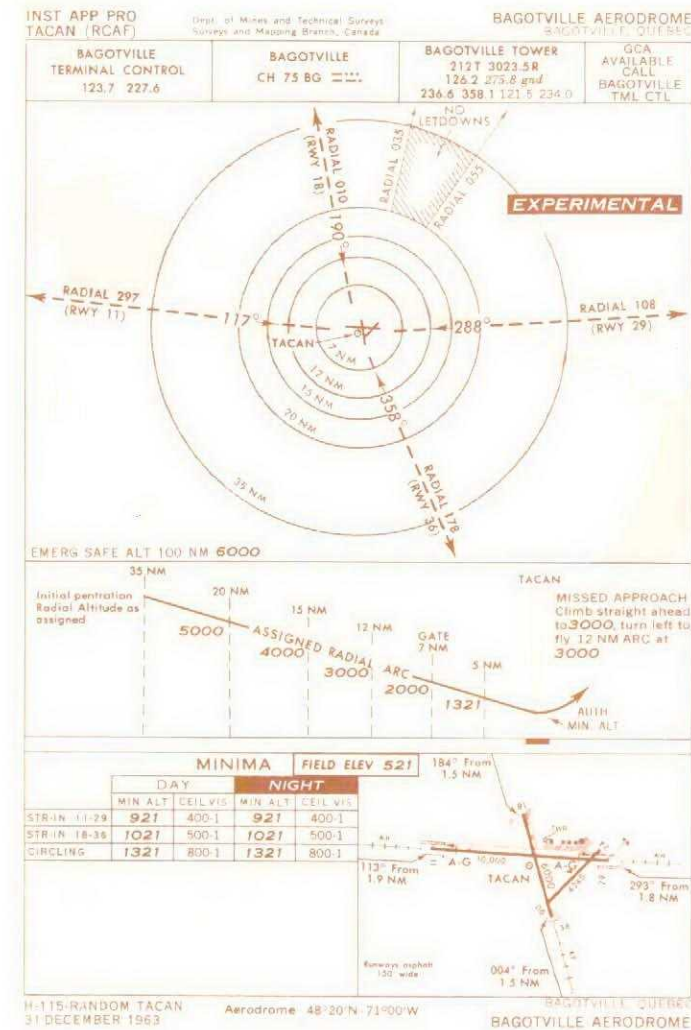 INST APP PRO
TACAN (RCAF)
Dept. of Mines and Technical Surveys
Surveys and Mapping Branch, Canada
BAGOTVILLE AERODROME
BAGOTVILLE, QUEBEC
BAGOTVILLE
TERMINAL CONTROL
123.7 227.6
BAGOTVILLE
CH 75 BG
BAGOTVILLE TOWER
212T 3023.5R
126.2 275.8 gnd
236.6 358.1 121.5 234.0
GCA
AVAILABLE
CALL
BAGOTVILLE
TML CTL
NO
LETDOWNS
RADIAL 035
RADIAL 055
EXPERIMENTAL
RADIAL 010
(RWY 18)
190°
RADIAL 297
(RWY 11)
117°
RADIAL 108
(RWY 29)
288°
TACAN
7 NM
12 NM
15 NM
20 NM
35 NM
358°
RADIAL 178
(RWY 36)
EMERG SAFE ALT 100 NM 6000
35 NM
20 NM
15 NM
12 NM
GATE
7 NM
5 NM
TACAN
Initial pentration
Radial Altitude as
assigned
ASSIGNED RADIAL ARC
5000
4000
3000
2000
1321
MISSED APPROACH
Climb straight ahead
to 3000, turn left to
fly 12 NM ARC at
3000
AUTH
MIN. ALT
MINIMA FIELD ELEV 521
DAY NIGHT
MIN ALT CEIL VIS MIN ALT CEIL VIS
STR-IN 11-29 921 400-1 921 400-1
STR-IN 18-36 1021 500-1 1021 500-1
CIRCLING 1321 800-1 1321 800-1
184° From
1.5 NM
113° From
1.9 NM
293° From
1.8 NM
004° From
1.5 NM
TACAN
A-G 10,000 A-G
6000
4745
Runways asphalt
150' wide
H-115-RANDOM TACAN
31 DECEMBER 1963
Aerodrome 48°20'N-71°00'W
BAGOTVILLE, QUEBEC
BAGOTVILLE AERODROME